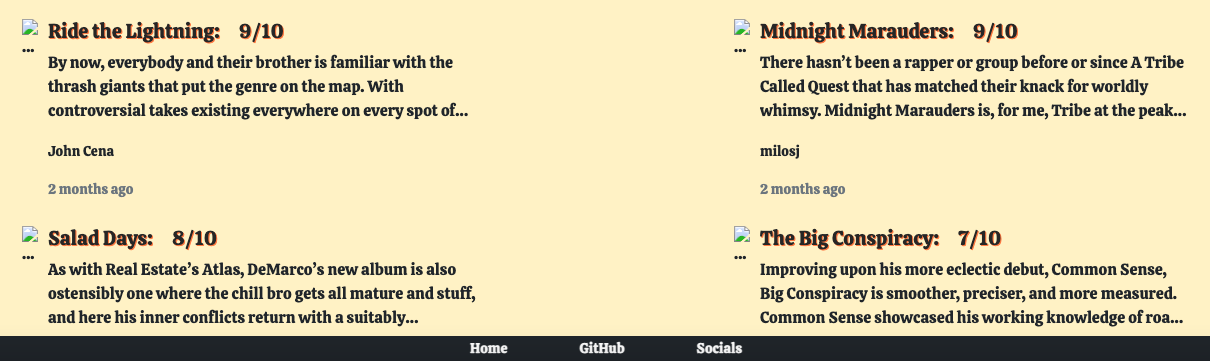 Ride the Lightning: 9/10
...
By now, everybody and their brother is familiar with the
thrash giants that put the genre on the map. With
controversial takes existing everywhere on every spot of...
John Cena
2 months ago
Midnight Marauders: 9/10
...
There hasn't been a rapper or group before or since A Tribe
Called Quest that has matched their knack for worldly
whimsy. Midnight Marauders is, for me, Tribe at the peak...
milosj
2 months ago
Salad Days: 8/10
...
As with Real Estate's Atlas, DeMarco's new album is also
ostensibly one where the chill bro gets all mature and stuff,
and here his inner conflicts return with a suitably...
The Big Conspiracy: 7/10
...
Improving upon his more eclectic debut, Common Sense,
Big Conspiracy is smoother, preciser, and more measured.
Common Sense showcased his working knowledge of roa...
Home GitHub Socials